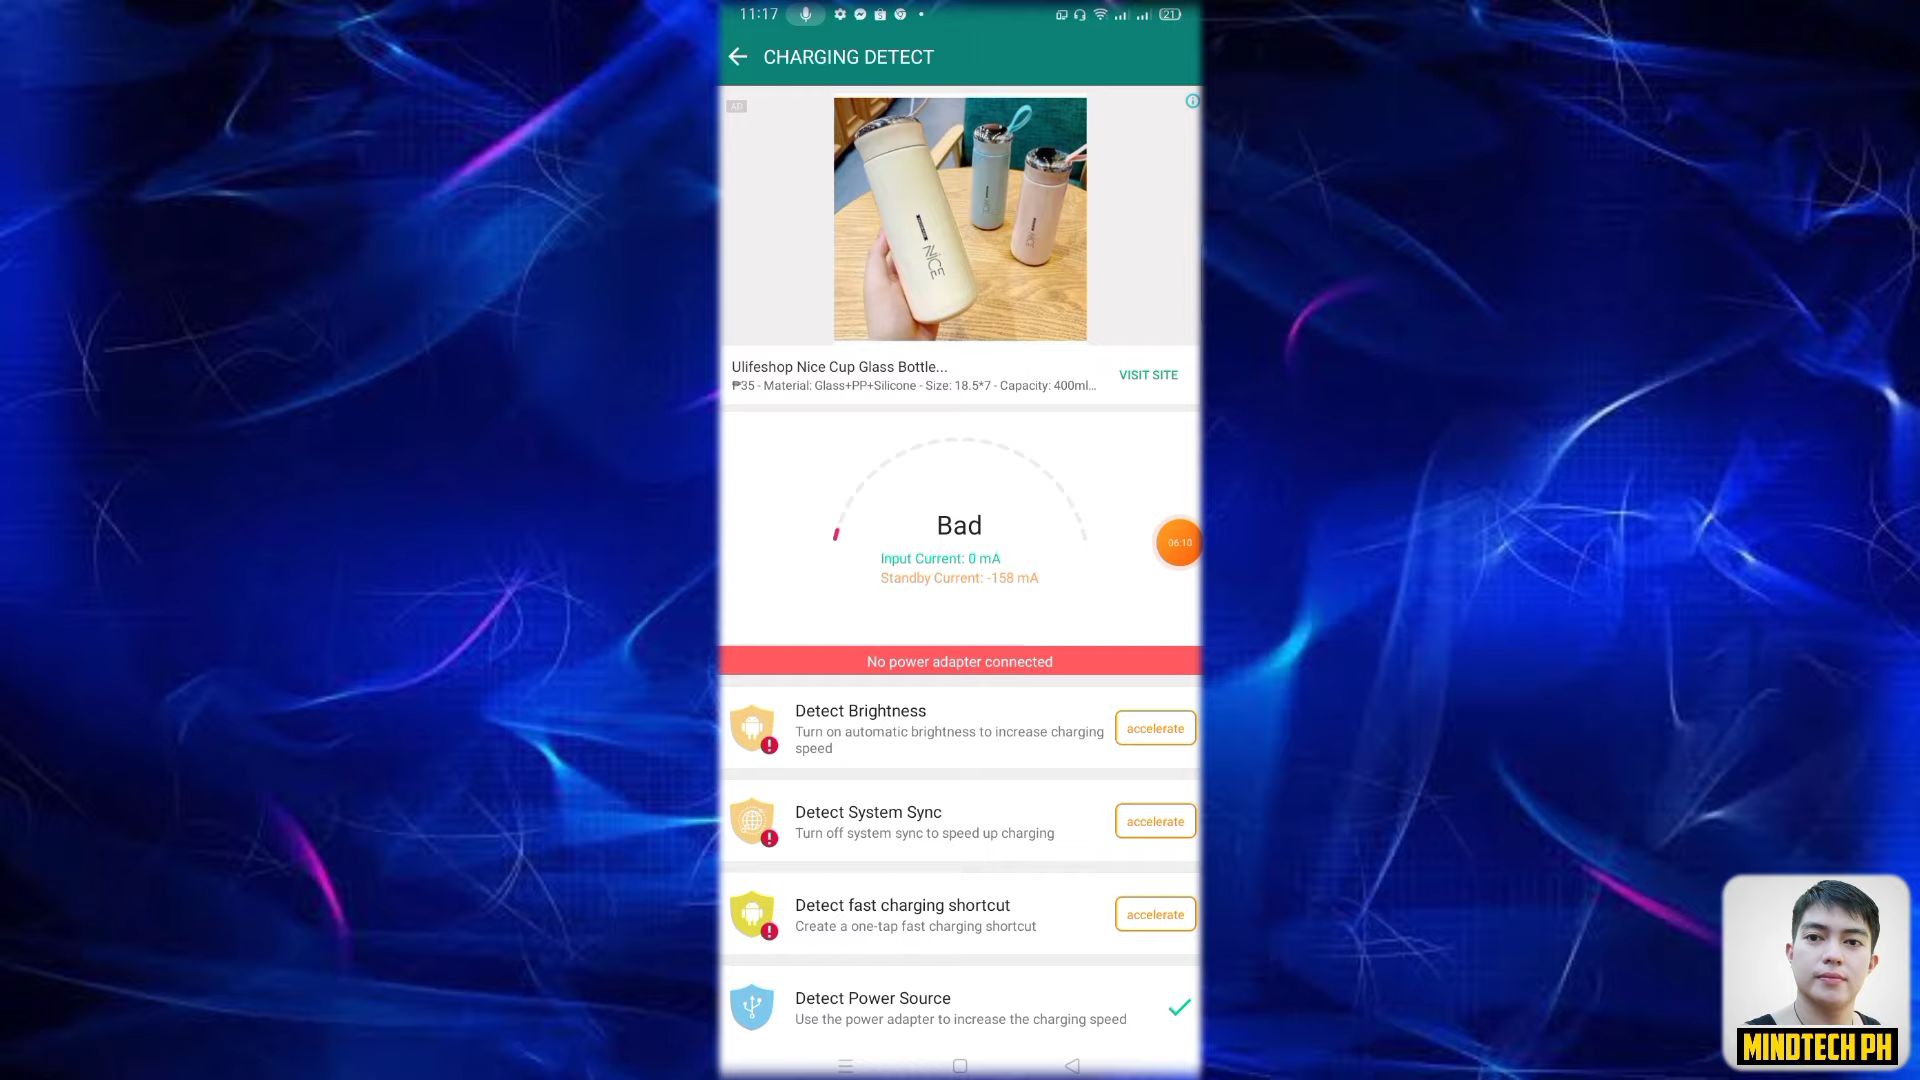 11:17
21
CHARGING DETECT
AD
NICE
NICE
Ulifeshop Nice Cup Glass Bottle...
₱35 - Material: Glass+PP+Silicone - Size: 18.5*7 - Capacity: 400ml...
VISIT SITE
Bad
Input Current: 0 mA
Standby Current: -158 mA
06:10
No power adapter connected
Detect Brightness
Turn on automatic brightness to increase charging
speed
accelerate
Detect System Sync
Turn off system sync to speed up charging
accelerate
Detect fast charging shortcut
Create a one-tap fast charging shortcut
accelerate
Detect Power Source
Use the power adapter to increase the charging speed
MINDTECH PH